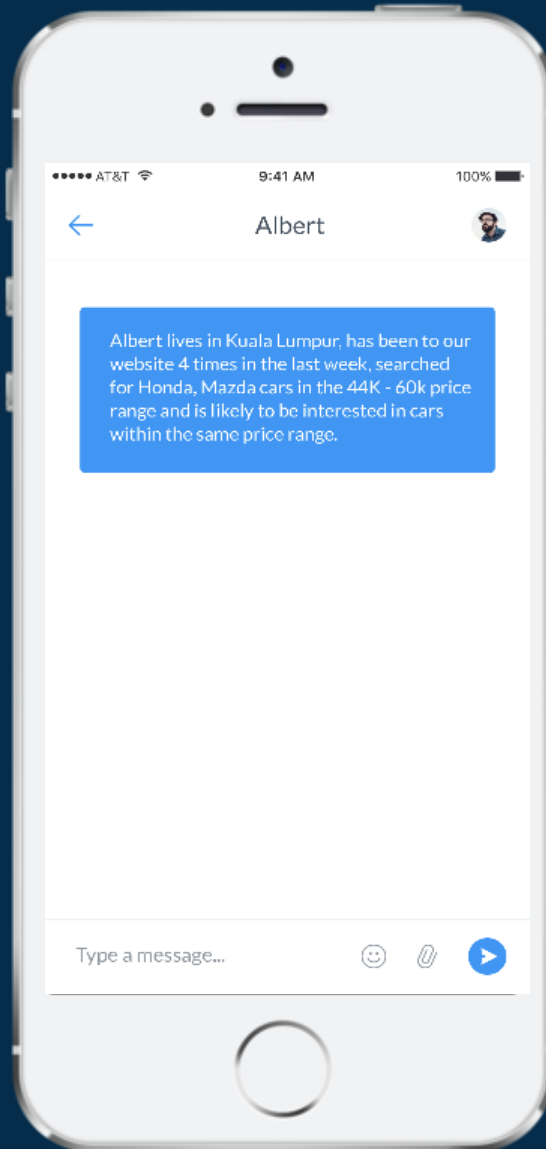 AT&T
9:41 AM
100%
Albert
Albert lives in Kuala Lumpur, has been to our
website 4 times in the last week, searched
for Honda, Mazda cars in the 44K - 60k price
range and is likely to be interested in cars
within the same price range.
Type a message...